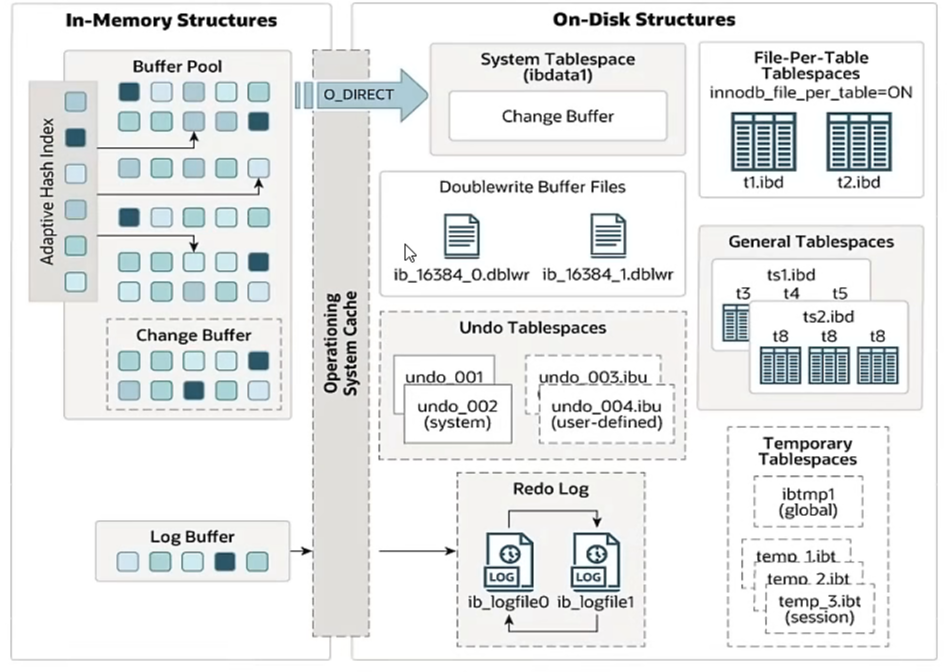 In-Memory Structures
Buffer Pool
Adaptive Hash Index
Change Buffer
Log Buffer
O_DIRECT
Operationing
System Cache
On-Disk Structures
System Tablespace
(ibdata1)
Change Buffer
File-Per-Table
Tablespaces
innodb_file_per_table=ON
t1.ibd
t2.ibd
Doublewrite Buffer Files
ib_16384_0.dblwr
ib_16384_1.dblwr
General Tablespaces
ts1.ibd
t3 t4 t5
ts2.ibd
t8 t8 t8
Undo Tablespaces
undo_001
undo_002
(system)
undo_003.ibu
undo_004.ibu
(user-defined)
Redo Log
LOG
LOG
ib_logfile0
ib_logfile1
Temporary
Tablespaces
ibtmp1
(global)
temp_1.ibt
temp_2.ibt
temp_3.ibt
(session)